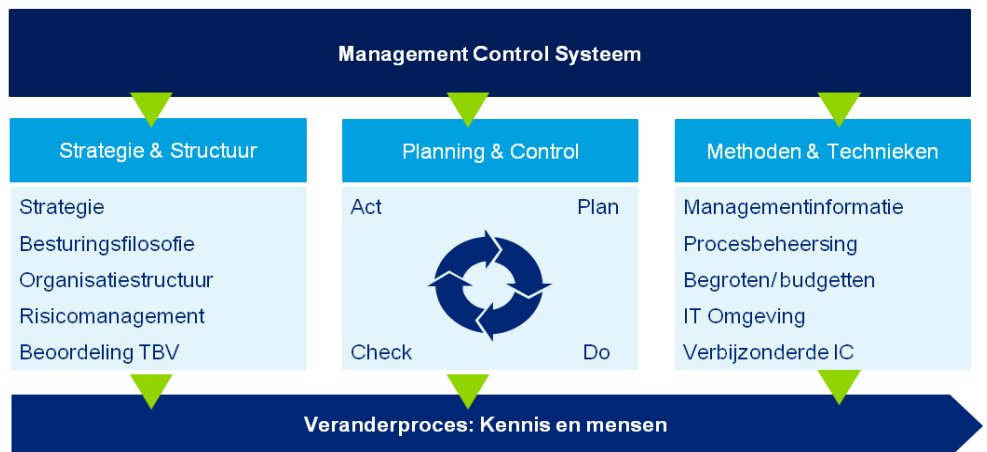 Management Control Systeem
Strategie & Structuur
Strategie
Besturingsfilosofie
Organisatiestructuur
Risicomanagement
Beoordeling TBV
Planning & Control
Act Plan
Check Do
Methoden & Technieken
Managementinformatie
Procesbeheersing
Begroten/budgetten
IT Omgeving
Verbijzonderde IC
Veranderproces: Kennis en mensen